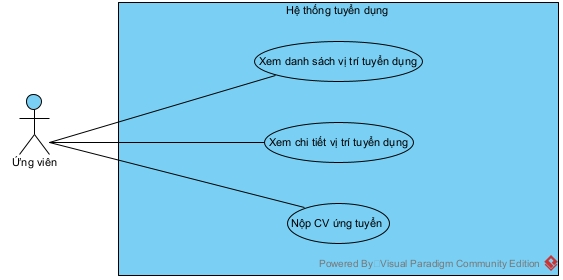 Hệ thống tuyển dụng
Xem danh sách vị trí tuyển dụng
Xem chi tiết vị trí tuyển dụng
Ứng viên
Nộp CV ứng tuyển
Powered By Visual Paradigm Community Edition